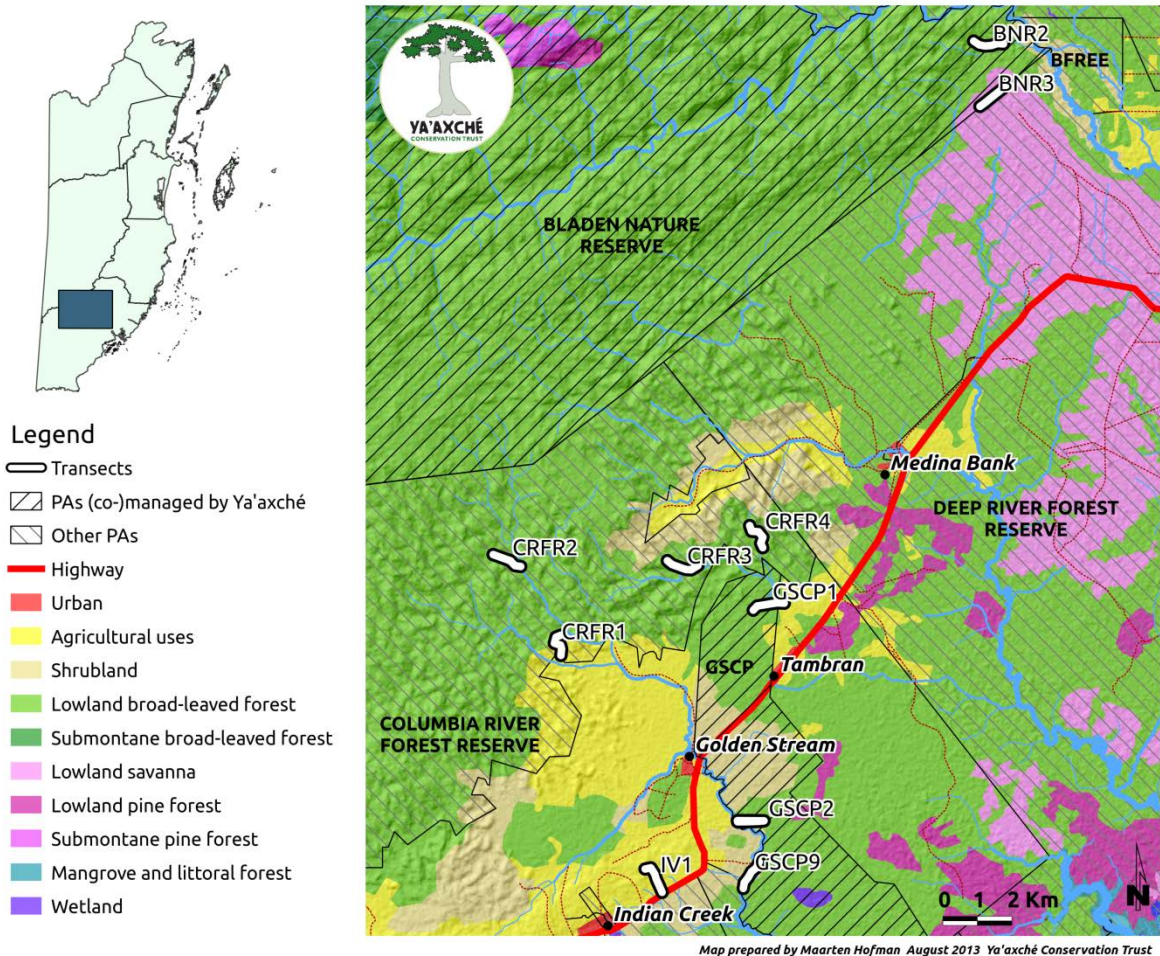 YA'AXCHÉ
CONSERVATION TRUST
BNR2
BFREE
BNR3
BLADEN NATURE
RESERVE
Medina Bank
DEEP RIVER FOREST
RESERVE
CRFR4
CRFR2
CRFR3
GSCP1
CRFR1
GSCP
Tambran
COLUMBIA RIVER
FOREST RESERVE
Golden Stream
GSCP2
IV1
GSCP9
Indian Creek
0 1 2 Km
N
Legend
Transects
PAs (co-)managed by Ya'axché
Other PAs
Highway
Urban
Agricultural uses
Shrubland
Lowland broad-leaved forest
Submontane broad-leaved forest
Lowland savanna
Lowland pine forest
Submontane pine forest
Mangrove and littoral forest
Wetland
Map prepared by Maarten Hofman August 2013 Ya'axché Conservation Trust